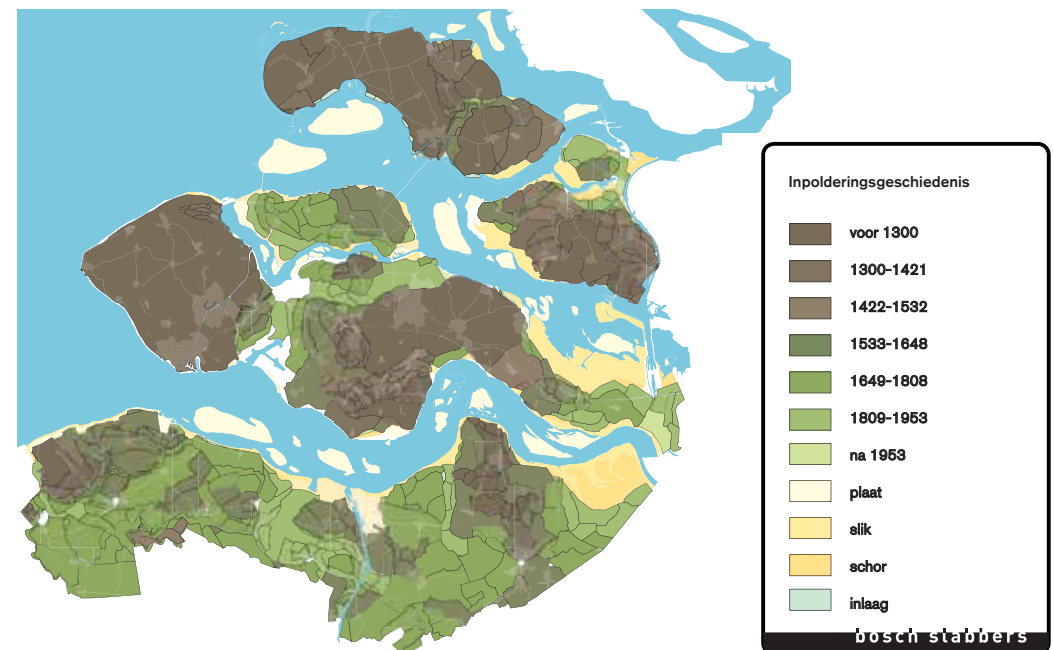 Inpolderingsgeschiedenis
voor 1300
1300-1421
1422-1532
1533-1648
1649-1808
1809-1953
na 1953
plaat
slik
schor
inlaag
bosch slabbers